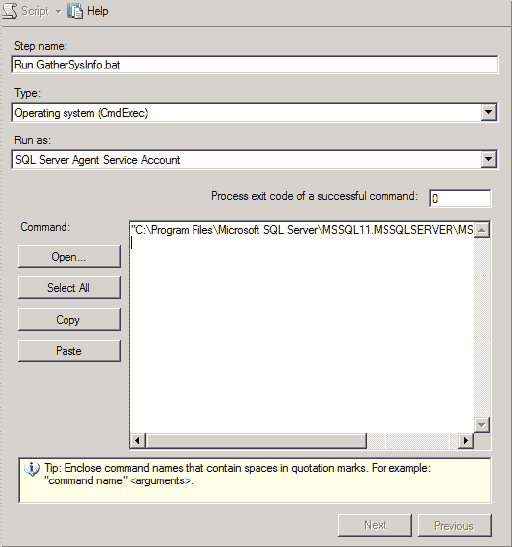 Script Help
Step name:
Run GatherSysInfo.bat
Type:
Operating system (CmdExec)
Run as:
SQL Server Agent Service Account
Process exit code of a successful command: 0
Command:
"C:\Program Files\Microsoft SQL Server\MSSQL11.MSSQLSERVER\MS
Open...
Select All
Copy
Paste
Tip: Enclose command names that contain spaces in quotation marks. For example:
"command name" <arguments>.
Next Previous